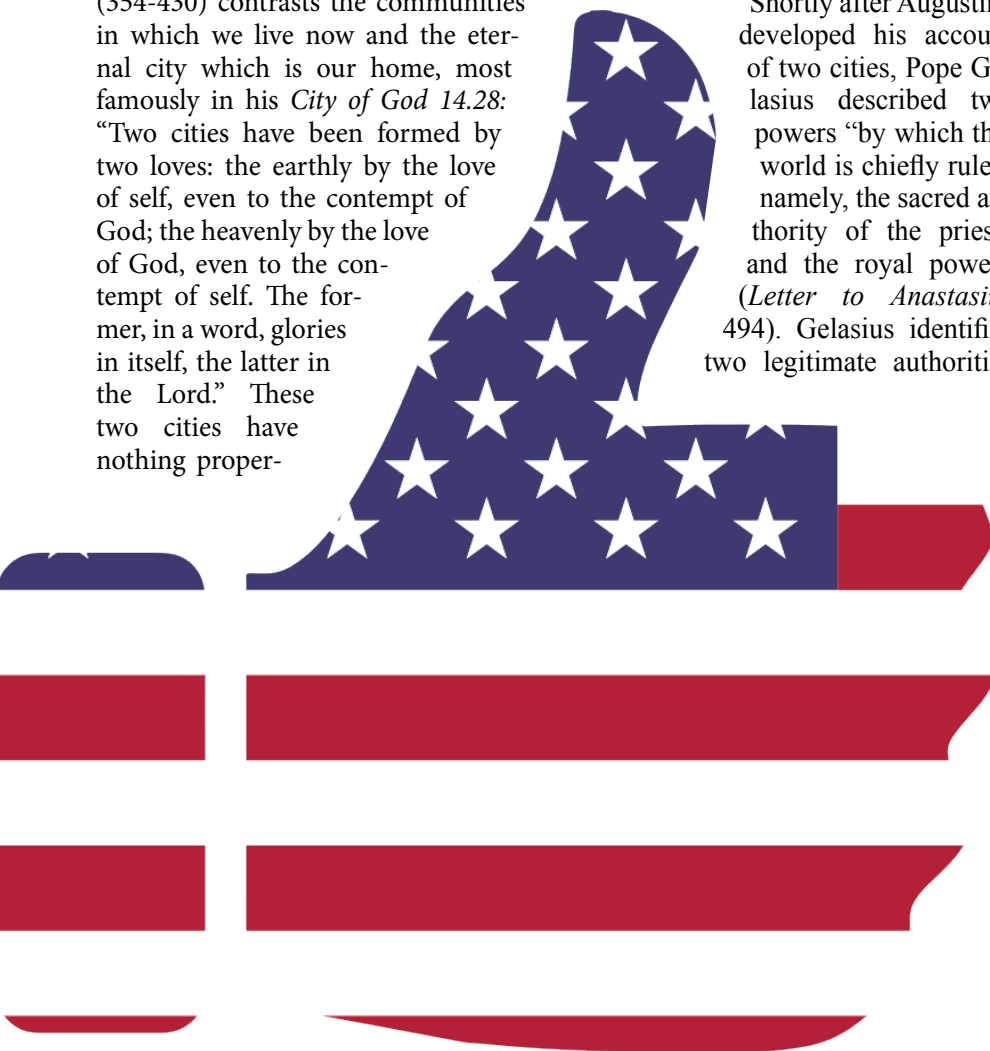 (354-430) contrasts the communities
in which we live now and the eter-
nal city which is our home, most
famously in his City of God 14.28:
“Two cities have been formed by
two loves: the earthly by the love
of self, even to the contempt of
God; the heavenly by the love
of God, even to the con-
tempt of self. The for-
mer, in a word, glories
in itself, the latter in
the Lord.” These
two cities have
nothing proper-
Shortly after
developed his
of two cities, Pope
lasius described
powers “by which
world is chiefly
namely, the sacred
thority of the
and the royal
(Letter to
494). Gelasius
two legitimate